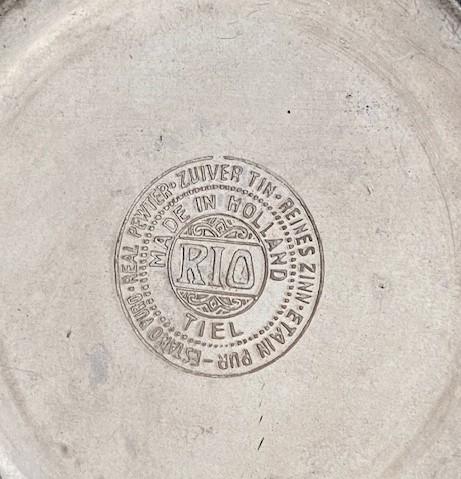 REAL PEWTER · ZUIVER TIN · REINES ZINN · ETAIN PUR - ESTAÑO PURO ·
MADE IN HOLLAND
RIO
TIEL